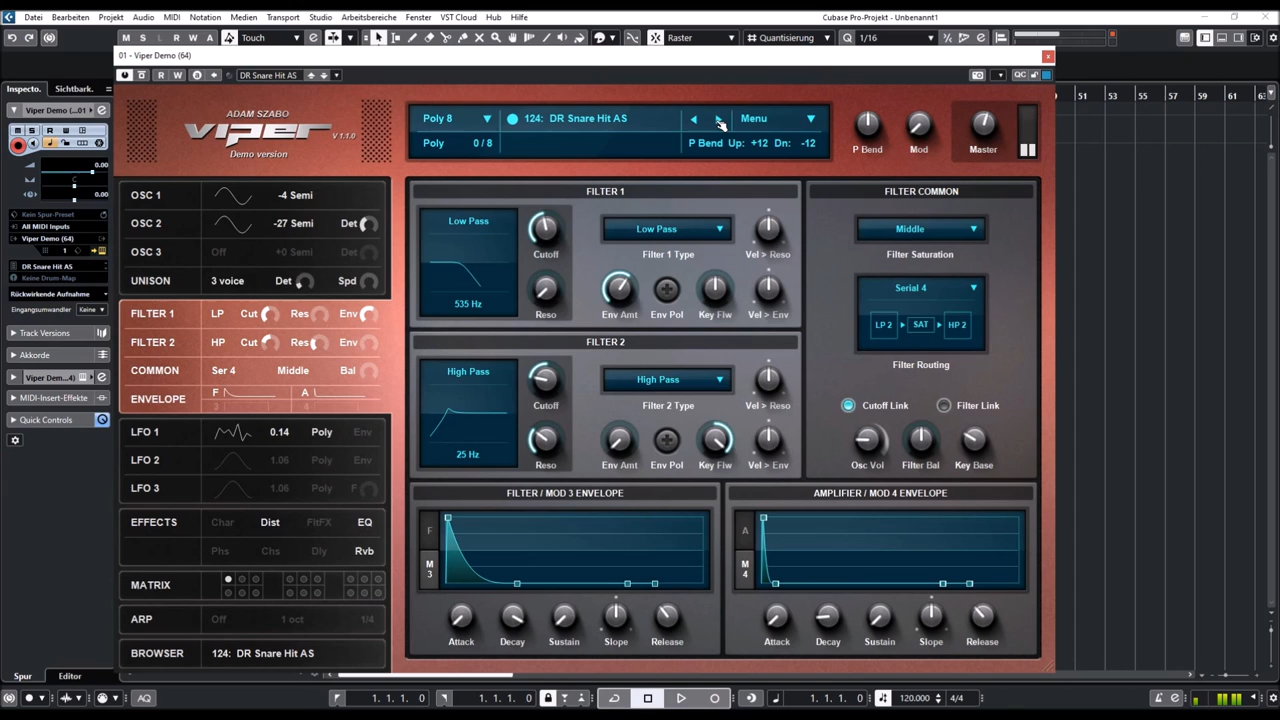 Datei Bearbeiten Projekt Audio MIDI Notation Medien Transport Studio Arbeitsbereiche Fenster VST Cloud Hub Hilfe Cubase Pro-Projekt - Unbenannt1
M S L R W A Touch Raster Quantisierung Q 1/16
01 - Viper Demo (64)
R W DR Snare Hit AS QC
Inspecto. Sichtbark.
51 53 55 57 59 61 63
Viper Demo (...01
M S R W
0.00
0.00
Kein Spur-Preset
All MIDI Inputs
Viper Demo (64)
1
DR Snare Hit AS
Keine Drum-Map
Rückwirkende Aufnahme
Eingangsumwandler Keine
Track Versions
Akkorde
Viper Dem...4)
MIDI-Insert-Effekte
Quick Controls
ADAM SZABO
viper V 1.1.0
Demo version
Poly 8 124: DR Snare Hit AS Menu
Poly 0 / 8 P Bend Up: +12 Dn: -12
P Bend Mod Master
OSC 1 -4 Semi
OSC 2 -27 Semi Det
OSC 3 Off +0 Semi Det
UNISON 3 voice Det Spd
FILTER 1 LP Cut Res Env
FILTER 2 HP Cut Res Env
COMMON Ser 4 Middle Bal
ENVELOPE F A
3 4
LFO 1 0.14 Poly Env
LFO 2 1.06 Poly Env
LFO 3 1.06 Poly F
EFFECTS Char Dist FltFX EQ
Phs Chs Dly Rvb
MATRIX
ARP Off 1 oct 1/4
BROWSER 124: DR Snare Hit AS
FILTER 1
Low Pass
535 Hz
Cutoff
Reso
Low Pass
Filter 1 Type
Vel > Reso
Env Amt Env Pol Key Flw Vel > Env
FILTER 2
High Pass
25 Hz
Cutoff
Reso
High Pass
Filter 2 Type
Vel > Reso
Env Amt Env Pol Key Flw Vel > Env
FILTER COMMON
Middle
Filter Saturation
Serial 4
LP 2 SAT HP 2
Filter Routing
Cutoff Link Filter Link
Osc Vol Filter Bal Key Base
FILTER / MOD 3 ENVELOPE
F
M
3
Attack Decay Sustain Slope Release
AMPLIFIER / MOD 4 ENVELOPE
A
M
4
Attack Decay Sustain Slope Release
Spur Editor
AQ 1. 1. 1. 0 1. 1. 1. 0 1. 1. 1. 0 120.000 4/4